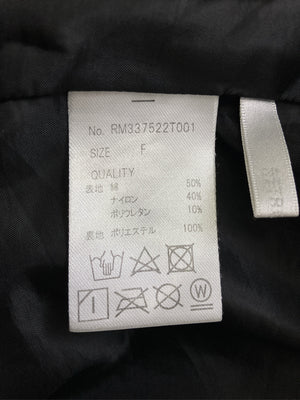 No. RM337522T001
SIZE F
QUALITY
表地 綿 50%
ナイロン 40%
ポリウレタン 10%
裏地 ポリエステル 100%
W